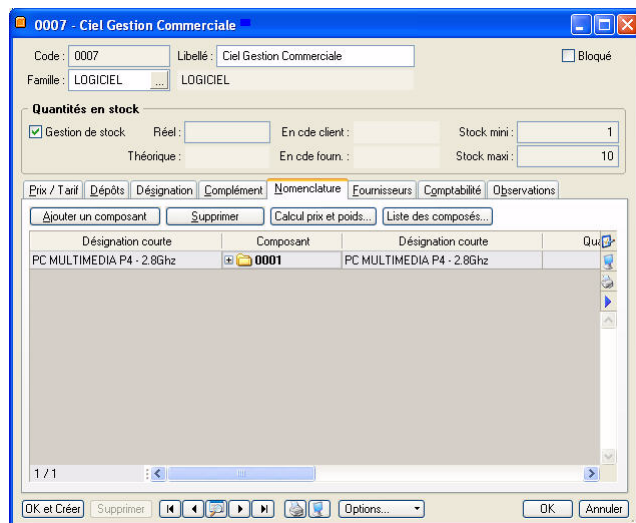 0007 - Ciel Gestion Commerciale
Code : 0007 Libellé : Ciel Gestion Commerciale Bloqué
Famille : LOGICIEL ... LOGICIEL
Quantités en stock
Gestion de stock Réel : En cde client : Stock mini : 1
Théorique : En cde fourn. : Stock maxi : 10
Prix / Tarif Dépôts Désignation Complément Nomenclature Fournisseurs Comptabilité Observations
Ajouter un composant Supprimer Calcul prix et poids... Liste des composés...
Désignation courte Composant Désignation courte Qua
PC MULTIMEDIA P4 - 2.8Ghz 0001 PC MULTIMEDIA P4 - 2.8Ghz
1 / 1
OK et Créer Supprimer Options... OK Annuler